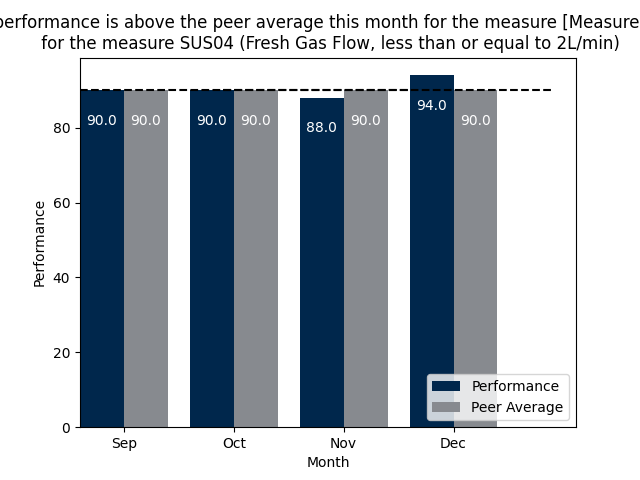 performance is above the peer average this month for the measure [Measure
for the measure SUS04 (Fresh Gas Flow, less than or equal to 2L/min)
Performance
80
60
40
20
0
90.0 90.0 90.0 90.0 88.0 90.0 94.0 90.0
Performance
Peer Average
Sep Oct Nov Dec
Month